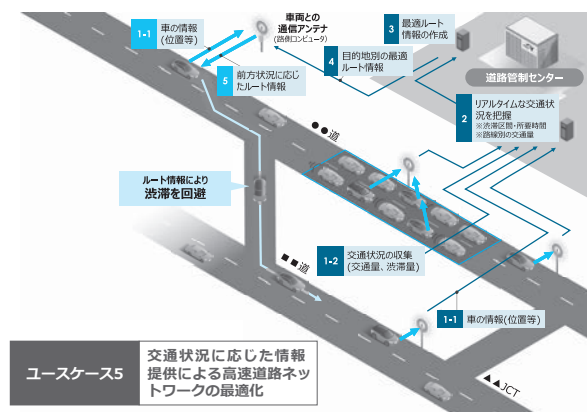 1-1
車の情報
(位置等)
車両との
通信アンテナ
(路側コンピュータ)
3
最適ルート
情報の作成
4
目的地別の最適
ルート情報
5
前方状況に応じ
たルート情報
道路管制センター
2
リアルタイムな交通状
況を把握
※渋滞区間・所要時間
※路線別の交通量
●●道
ルート情報により
渋滞を回避
1-2
交通状況の収集
(交通量、渋滞量)
■■道
1-1
車の情報(位置等)
▲▲JCT
ユースケース5
交通状況に応じた情報
提供による高速道路ネッ
トワークの最適化